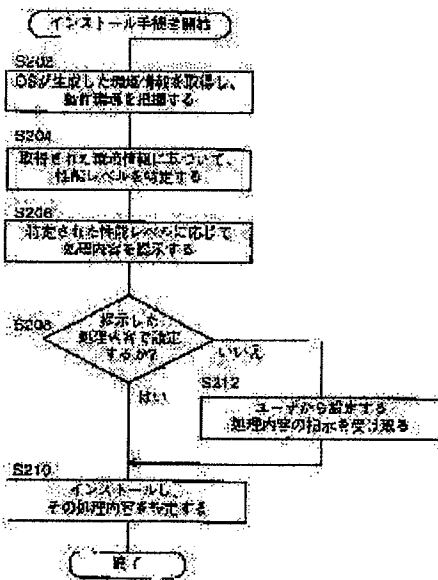 インストール手続き開始
S202
OSが生成した環境情報を取得し、
動作環境を把握する
S204
取得された環境情報に基づいて、
性能レベルを特定する
S206
特定された性能レベルに応じて
処理内容を提示する
S208
提示した
処理内容で設定
するか?
いいえ
はい
S212
ユーザから設定する
処理内容の指示を受け取る
S210
インストールし、
その処理内容を設定する
終了